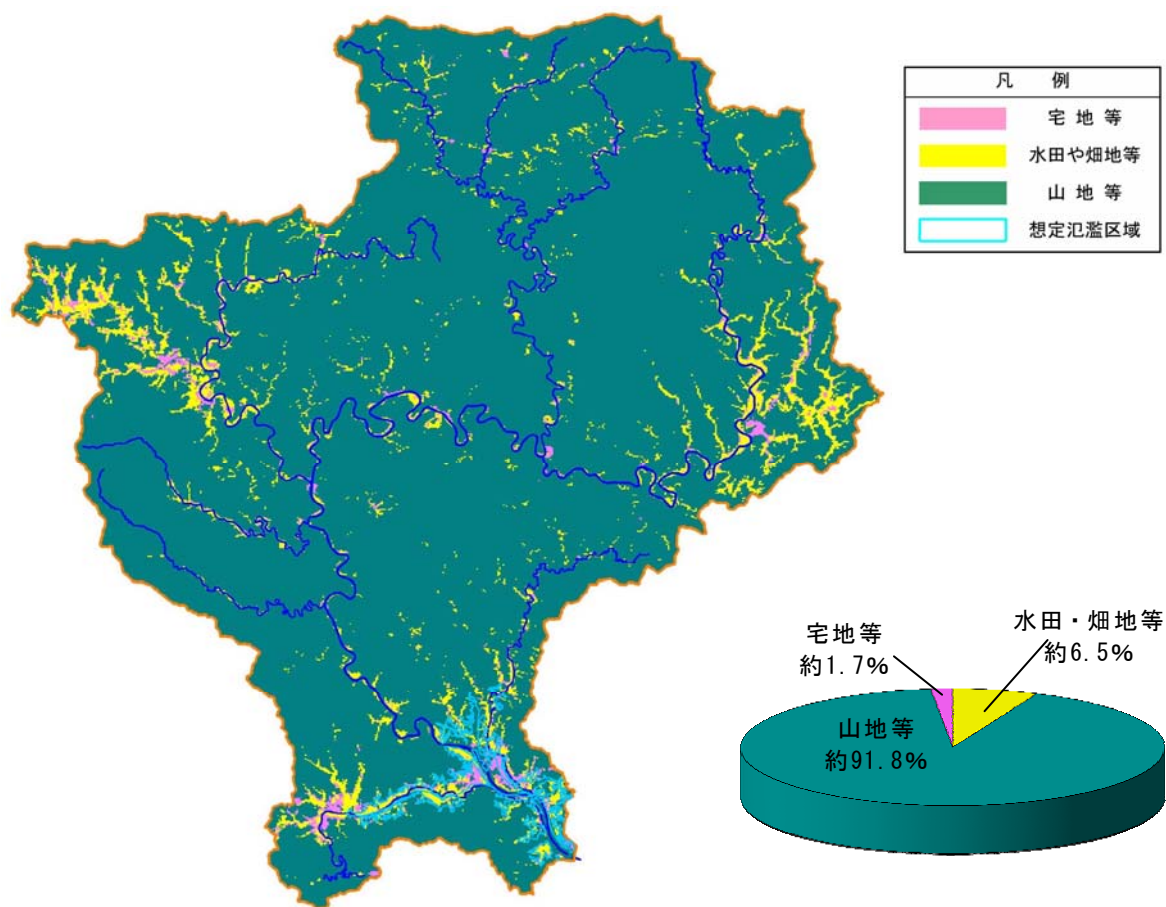 凡 例
宅 地 等
水田や畑地等
山 地 等
想定氾濫区域
宅地等
約1.7%
水田・畑地等
約6.5%
山地等
約91.8%